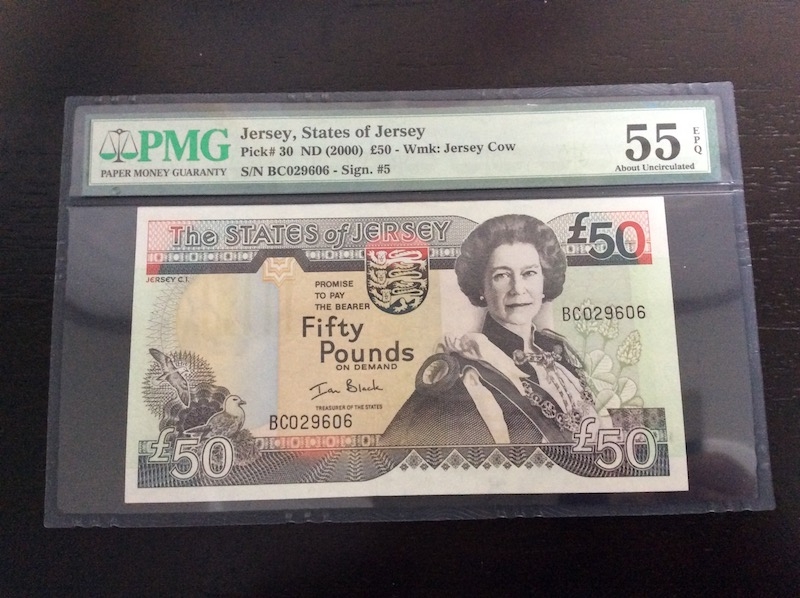 PMG
PAPER MONEY GUARANTY
Jersey, States of Jersey
Pick# 30 ND (2000) £50 - Wmk: Jersey Cow
S/N BC029606 - Sign. #5
55
EPQ
About Uncirculated
The STATES of JERSEY
£50
JERSEY C.I.
PROMISE
TO PAY
THE BEARER
BC029606
Fifty
Pounds
ON DEMAND
Ian Black
TREASURER OF THE STATES
BC029606
£50
£50